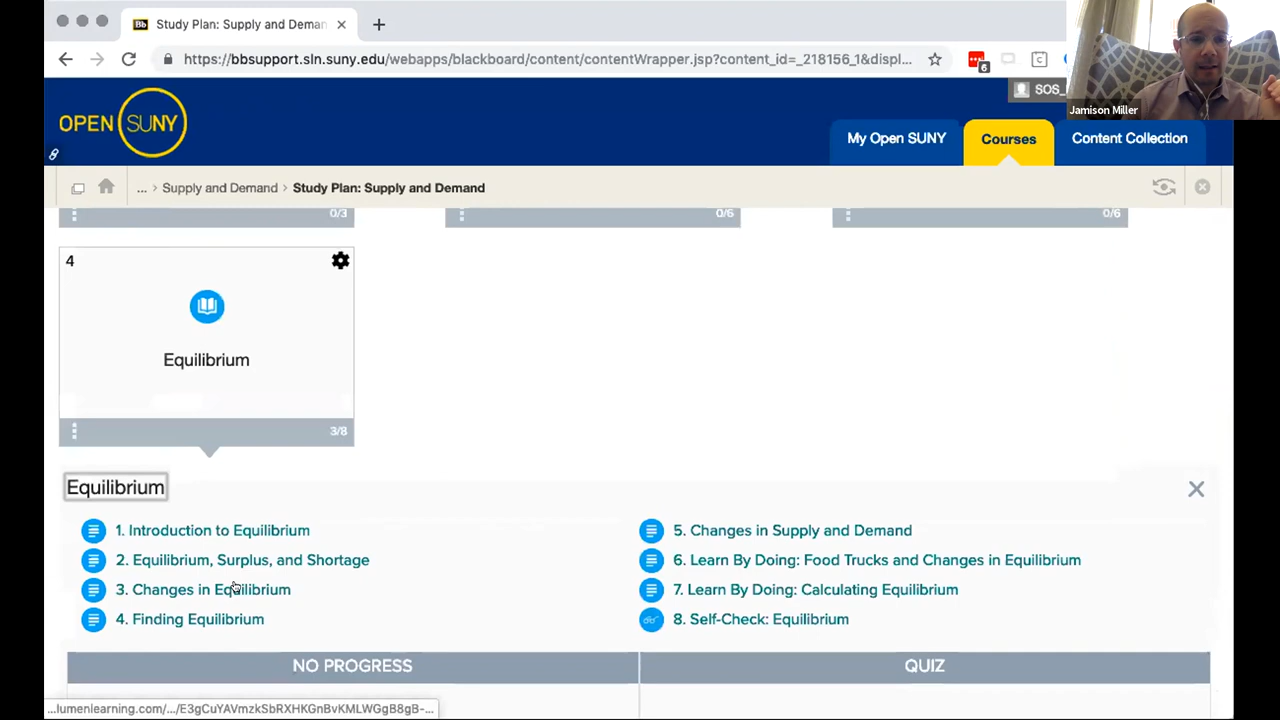 Study Plan: Supply and Deman
https://bbsupport.sln.suny.edu/webapps/blackboard/content/contentWrapper.jsp?content_id=_218156_1&displ...
6
C
SOS_
Jamison Miller
OPEN SUNY
My Open SUNY
Courses
Content Collection
... › Supply and Demand › Study Plan: Supply and Demand
0/3
0/6
0/6
4
Equilibrium
3/8
Equilibrium
1. Introduction to Equilibrium
2. Equilibrium, Surplus, and Shortage
3. Changes in Equilibrium
4. Finding Equilibrium
5. Changes in Supply and Demand
6. Learn By Doing: Food Trucks and Changes in Equilibrium
7. Learn By Doing: Calculating Equilibrium
8. Self-Check: Equilibrium
NO PROGRESS
QUIZ
...lumenlearning.com/.../E3gCuYAVmzkSbRXHKGnBvKMLWGgB8gB-...